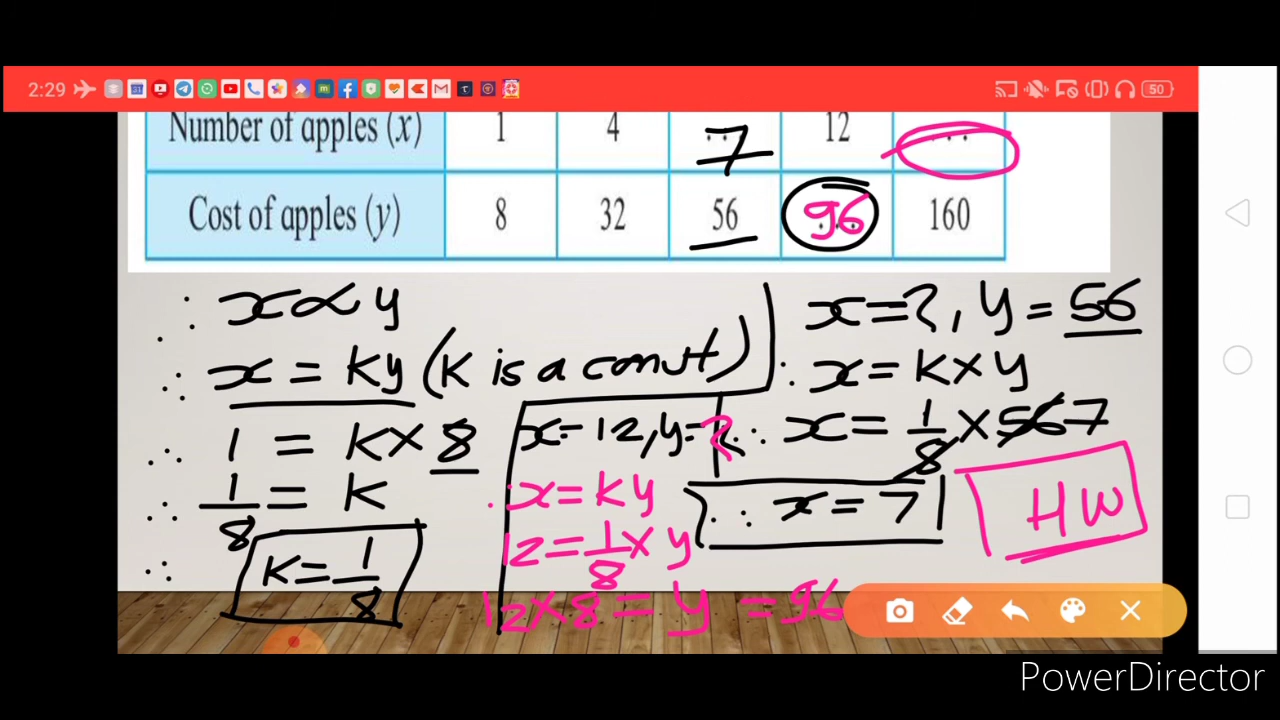 2:29
50
Number of apples (x) 1 4 7 12 ...
Cost of apples (y) 8 32 56 96 160
∴ x ∝ y
∴ x = ky (k is a const)
∴ 1 = k × 8
∴ 1/8 = k
∴ k = 1/8
x = 12, y = ?
∴ x = ky
12 = 1/8 × y
12 × 8 = y = 96
x = ?, y = 56
∴ x = k × y
∴ x = 1/8 × 56 7
∴ x = 7
HW
PowerDirector